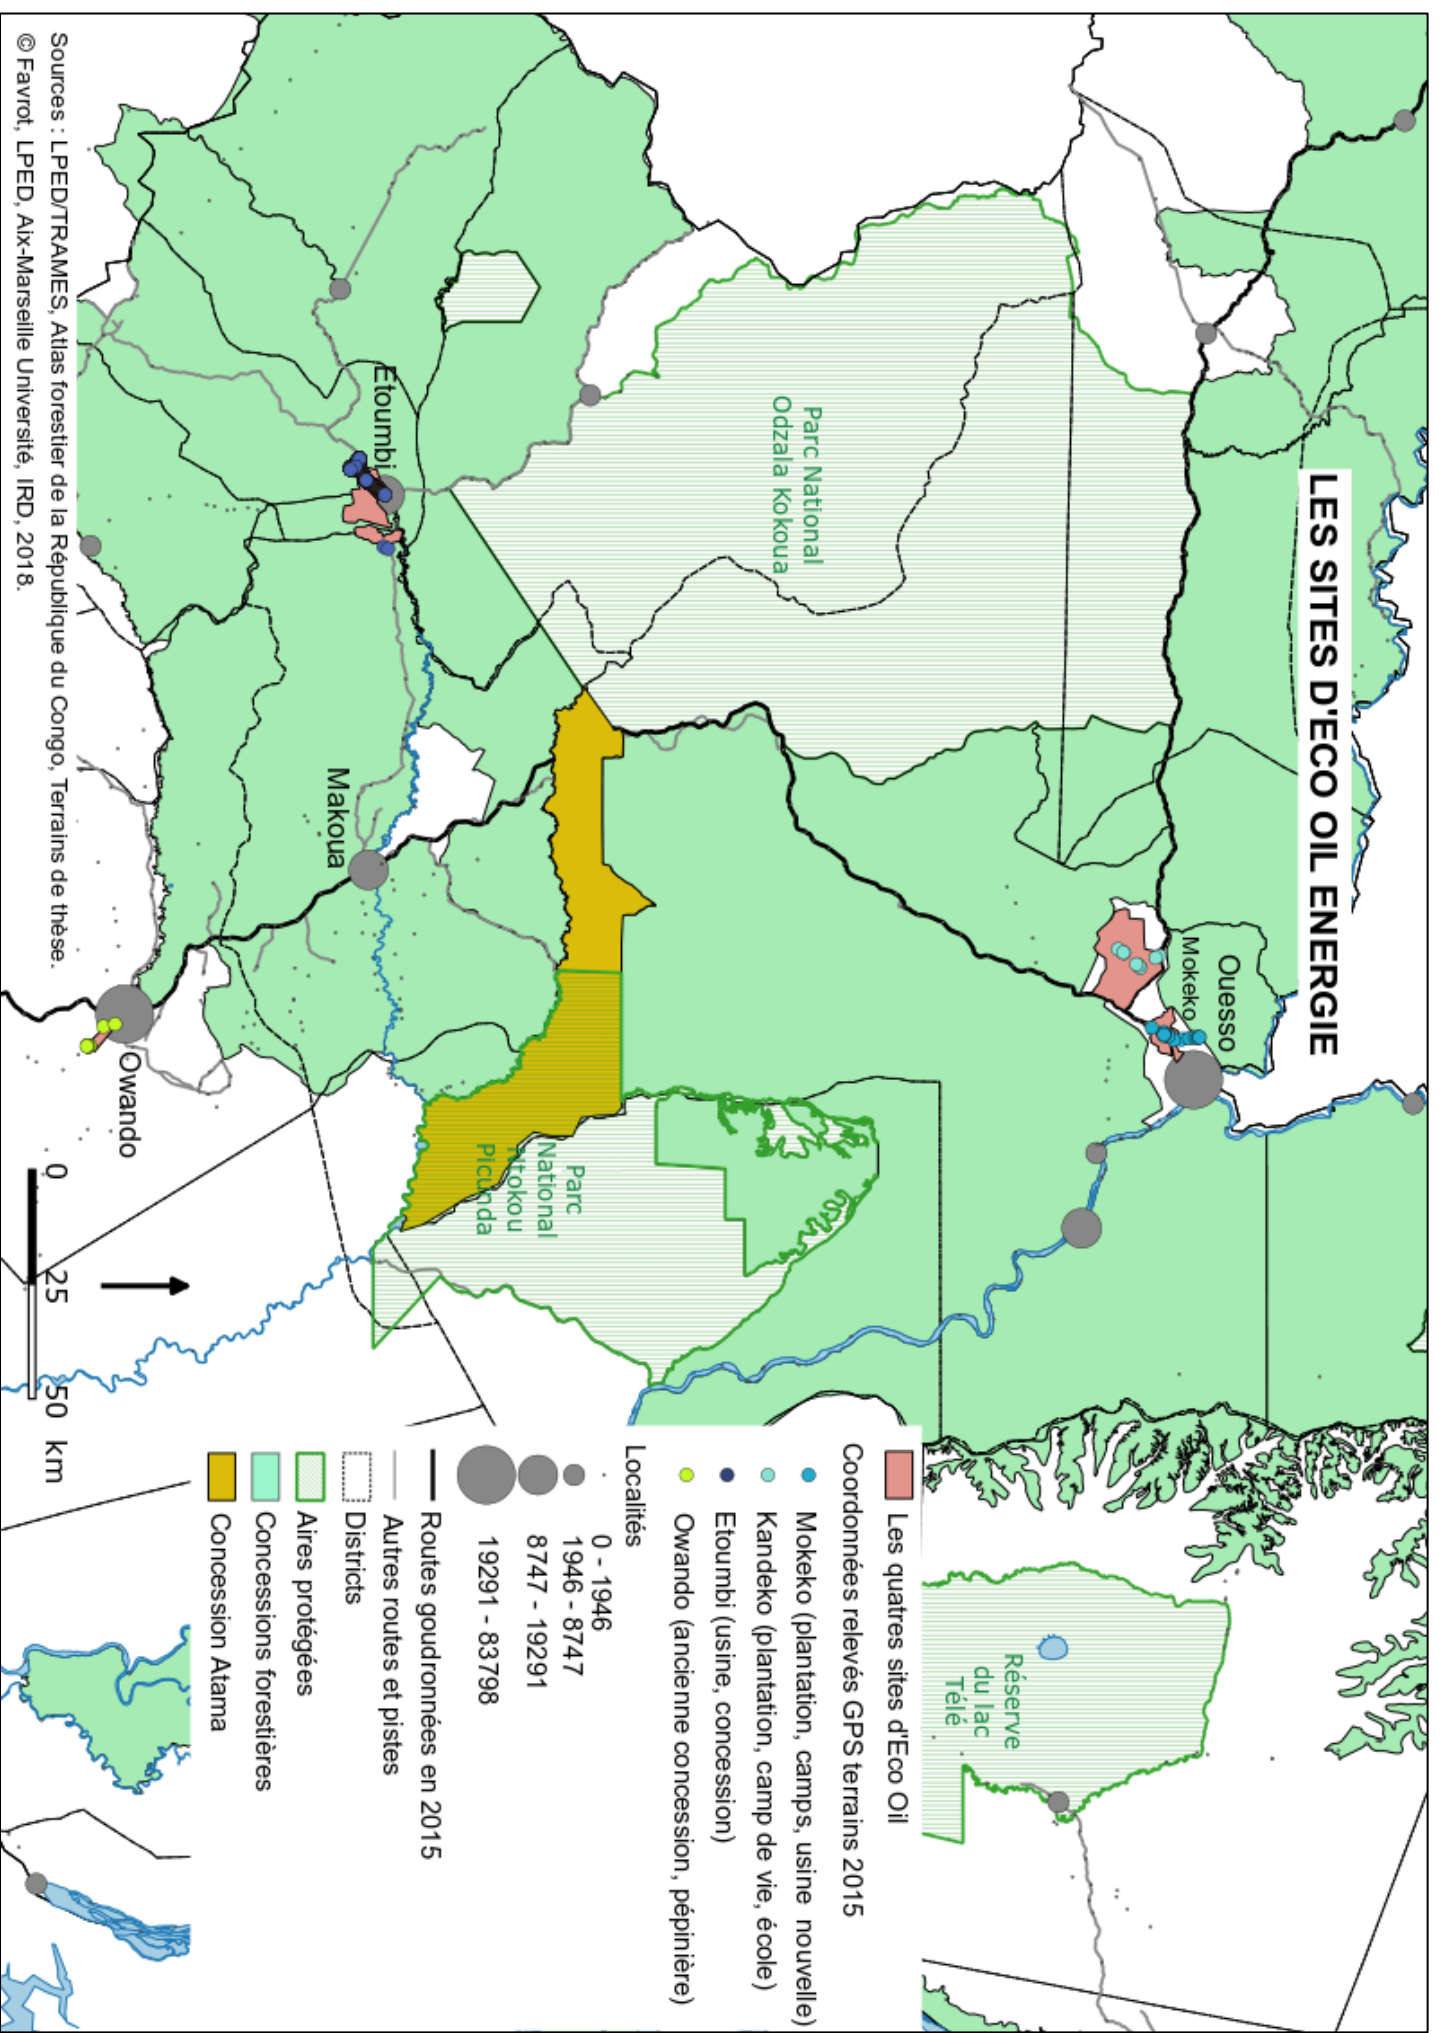 LES SITES D'ECO OIL ENERGIE
Ouesso
Mokeko
Parc National
Odzala Kokoua
Etoumbi
Makoua
Owando
Parc
National
Ntokou
Picunda
Réserve
du lac
Télé
Les quatres sites d'Eco Oil
Coordonnées relevés GPS terrains 2015
Mokeko (plantation, camps, usine nouvelle)
Kandeko (plantation, camp de vie, école)
Etoumbi (usine, concession)
Owando (ancienne concession, pépinière)
Localités
0 - 1946
1946 - 8747
8747 - 19291
19291 - 83798
Routes goudronnées en 2015
Autres routes et pistes
Districts
Aires protégées
Concessions forestières
Concession Atama
0 25 50 km
Sources : LPED/TRAMES, Atlas forestier de la République du Congo, Terrains de thèse.
© Favrot, LPED, Aix-Marseille Université, IRD, 2018.